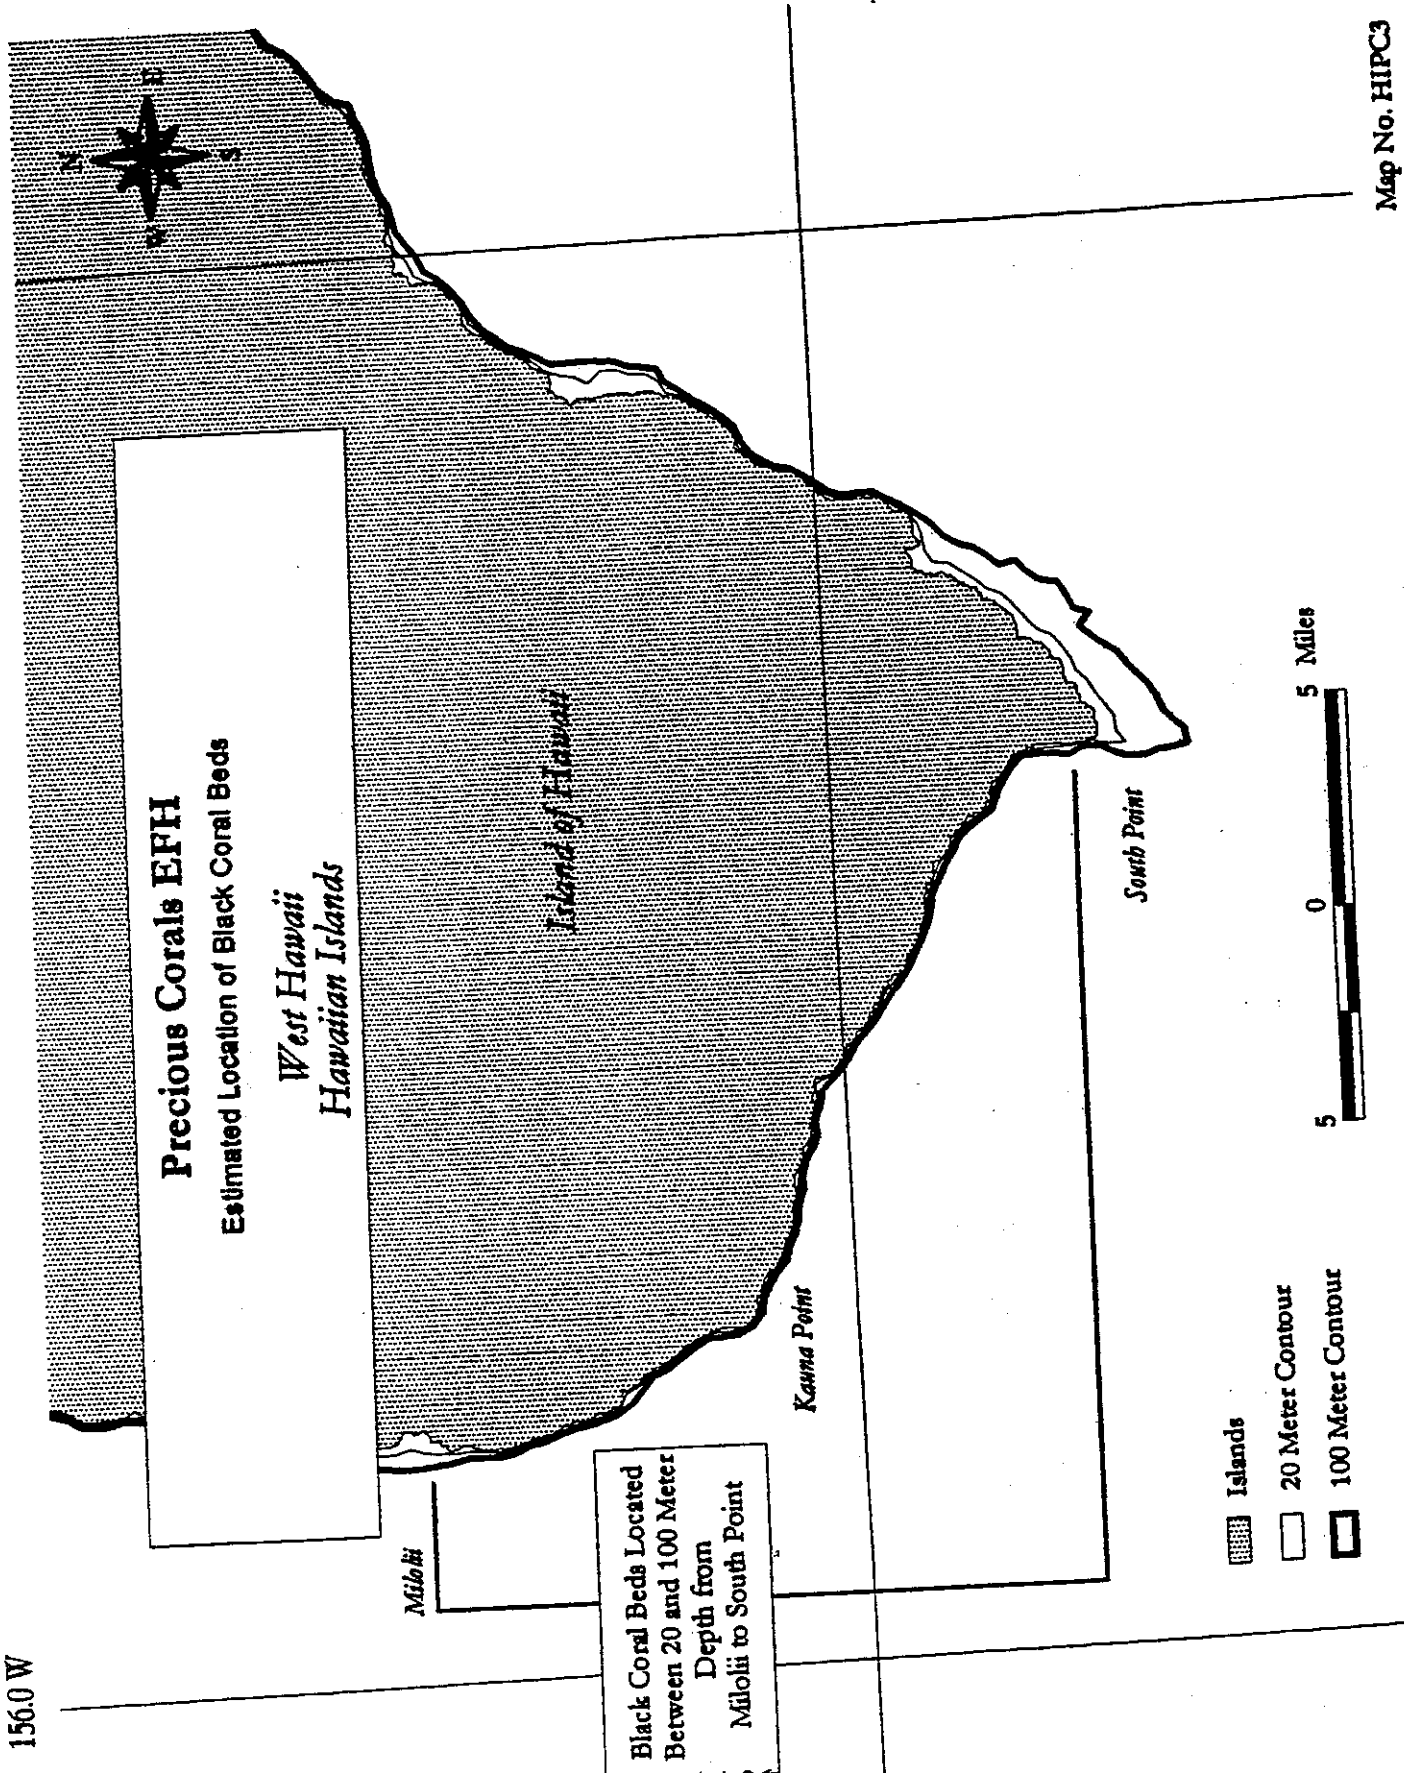 156.0 W
Precious Corals EFH
Estimated Location of Black Coral Beds
West Hawaii
Hawaiian Islands
N
W
E
S
Island of Hawaii
Milolii
Black Coral Beds Located
Between 20 and 100 Meter
Depth from
Milolii to South Point
Kauna Point
South Point
Islands
20 Meter Contour
100 Meter Contour
5
0
5
Miles
Map No. HIPC3